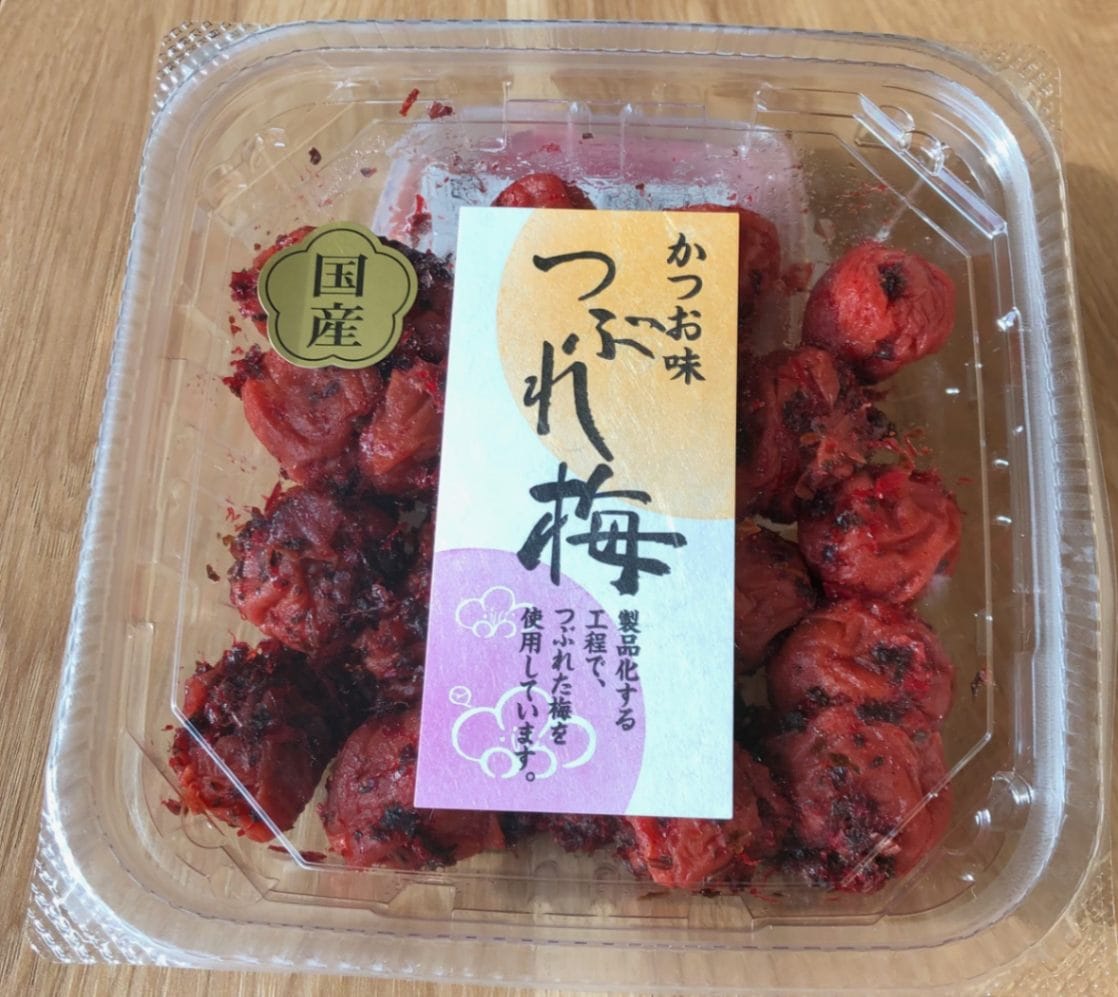 国産
かつお味
つぶれ梅
製品化する
工程で、
つぶれた梅を
使用しています。